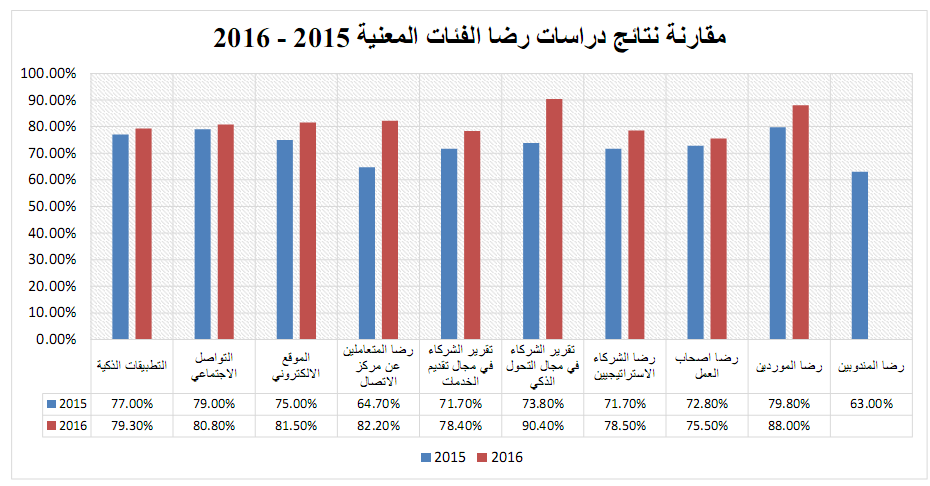 مقارنة نتائج دراسات رضا الفئات المعنية 2015 - 2016
100.00%
90.00%
80.00%
70.00%
60.00%
50.00%
40.00%
30.00%
20.00%
10.00%
0.00%
التطبيقات الذكية
التواصل
الاجتماعي
الموقع
الالكتروني
رضا المتعاملين
عن مركز
الاتصال
تقرير الشركاء
في مجال تقديم
الخدمات
تقرير الشركاء
في مجال التحول
الذكي
رضا الشركاء
الاستراتيجيين
رضا اصحاب
العمل
رضا الموردين
رضا المندوبين
2015 77.00% 79.00% 75.00% 64.70% 71.70% 73.80% 71.70% 72.80% 79.80% 63.00%
2016 79.30% 80.80% 81.50% 82.20% 78.40% 90.40% 78.50% 75.50% 88.00%
2015 2016